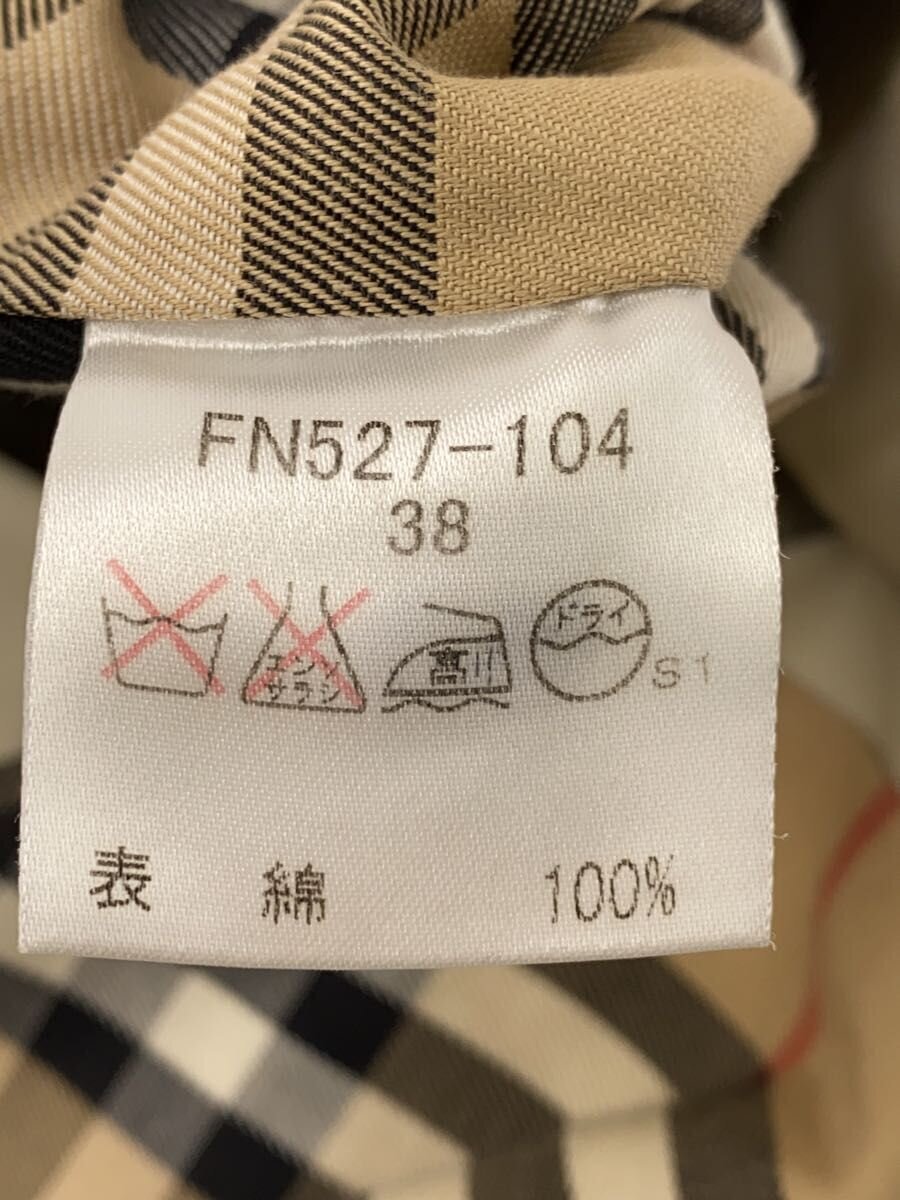 FN527-104
38
エンソ サラシ 高 ドライ S1
表 綿 100%